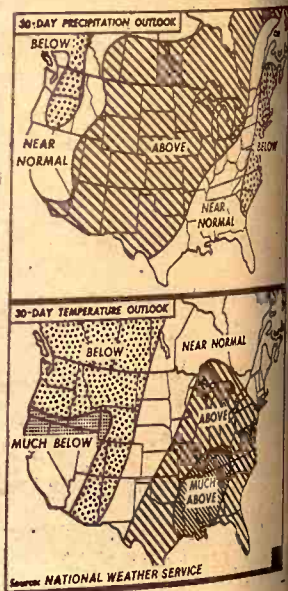 30-DAY PRECIPITATION OUTLOOK
BELOW
NEAR
NORMAL
ABOVE
BELOW
NEAR
NORMAL
30-DAY TEMPERATURE OUTLOOK
BELOW
NEAR NORMAL
ABOVE
MUCH BELOW
MUCH
ABOVE
Source: NATIONAL WEATHER SERVICE